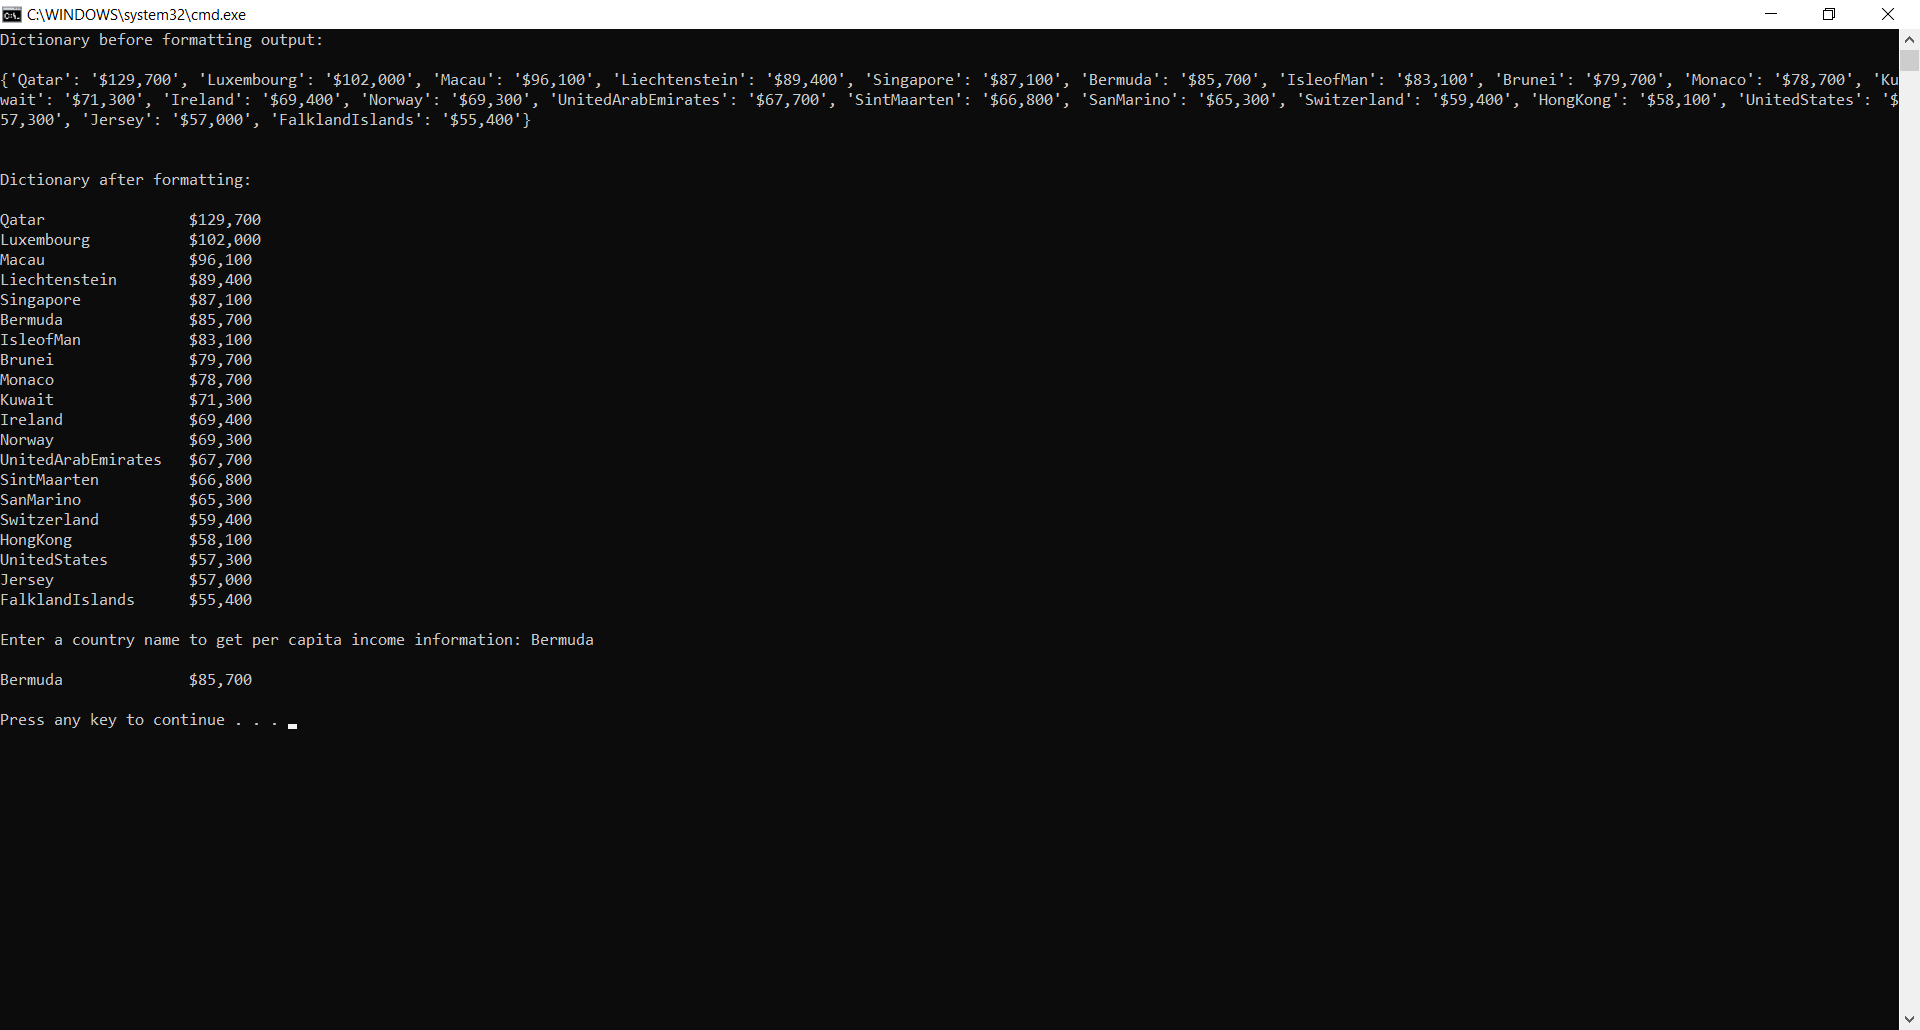 C:\WINDOWS\system32\cmd.exe
Dictionary before formatting output:
{'Qatar': '$129,700', 'Luxembourg': '$102,000', 'Macau': '$96,100', 'Liechtenstein': '$89,400', 'Singapore': '$87,100', 'Bermuda': '$85,700', 'IsleofMan': '$83,100', 'Brunei': '$79,700', 'Monaco': '$78,700', 'Ku
wait': '$71,300', 'Ireland': '$69,400', 'Norway': '$69,300', 'UnitedArabEmirates': '$67,700', 'SintMaarten': '$66,800', 'SanMarino': '$65,300', 'Switzerland': '$59,400', 'HongKong': '$58,100', 'UnitedStates': '$
57,300', 'Jersey': '$57,000', 'FalklandIslands': '$55,400'}
Dictionary after formatting:
Qatar                $129,700
Luxembourg           $102,000
Macau                $96,100
Liechtenstein        $89,400
Singapore            $87,100
Bermuda              $85,700
IsleofMan            $83,100
Brunei               $79,700
Monaco               $78,700
Kuwait               $71,300
Ireland              $69,400
Norway               $69,300
UnitedArabEmirates   $67,700
SintMaarten          $66,800
SanMarino            $65,300
Switzerland          $59,400
HongKong             $58,100
UnitedStates         $57,300
Jersey               $57,000
FalklandIslands      $55,400
Enter a country name to get per capita income information: Bermuda
Bermuda              $85,700
Press any key to continue . . .